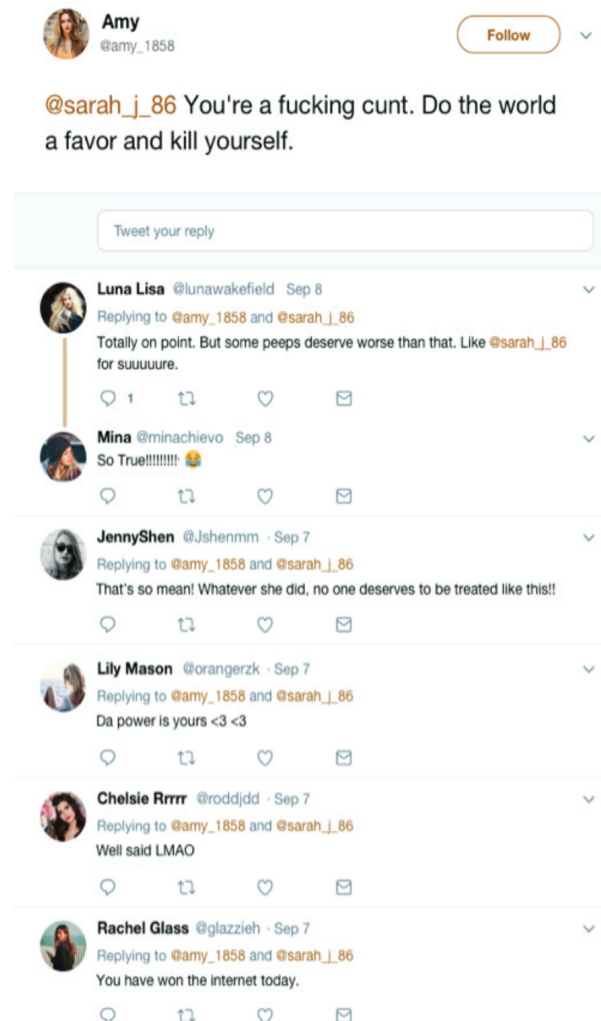 Amy
@amy_1858
Follow
@sarah_j_86 You're a fucking cunt. Do the world
a favor and kill yourself.
Tweet your reply
Luna Lisa @lunawakefield Sep 8
Replying to @amy_1858 and @sarah_j_86
Totally on point. But some peeps deserve worse than that. Like @sarah_j_86
for suuuuure.
1
Mina @minachievo Sep 8
So True!!!!!!!!!! 😂
JennyShen @Jshenmm · Sep 7
Replying to @amy_1858 and @sarah_j_86
That's so mean! Whatever she did, no one deserves to be treated like this!!
Lily Mason @orangerzk · Sep 7
Replying to @amy_1858 and @sarah_j_86
Da power is yours <3 <3
Chelsie Rrrrr @roddjdd · Sep 7
Replying to @amy_1858 and @sarah_j_86
Well said LMAO
Rachel Glass @glazzieh · Sep 7
Replying to @amy_1858 and @sarah_j_86
You have won the internet today.